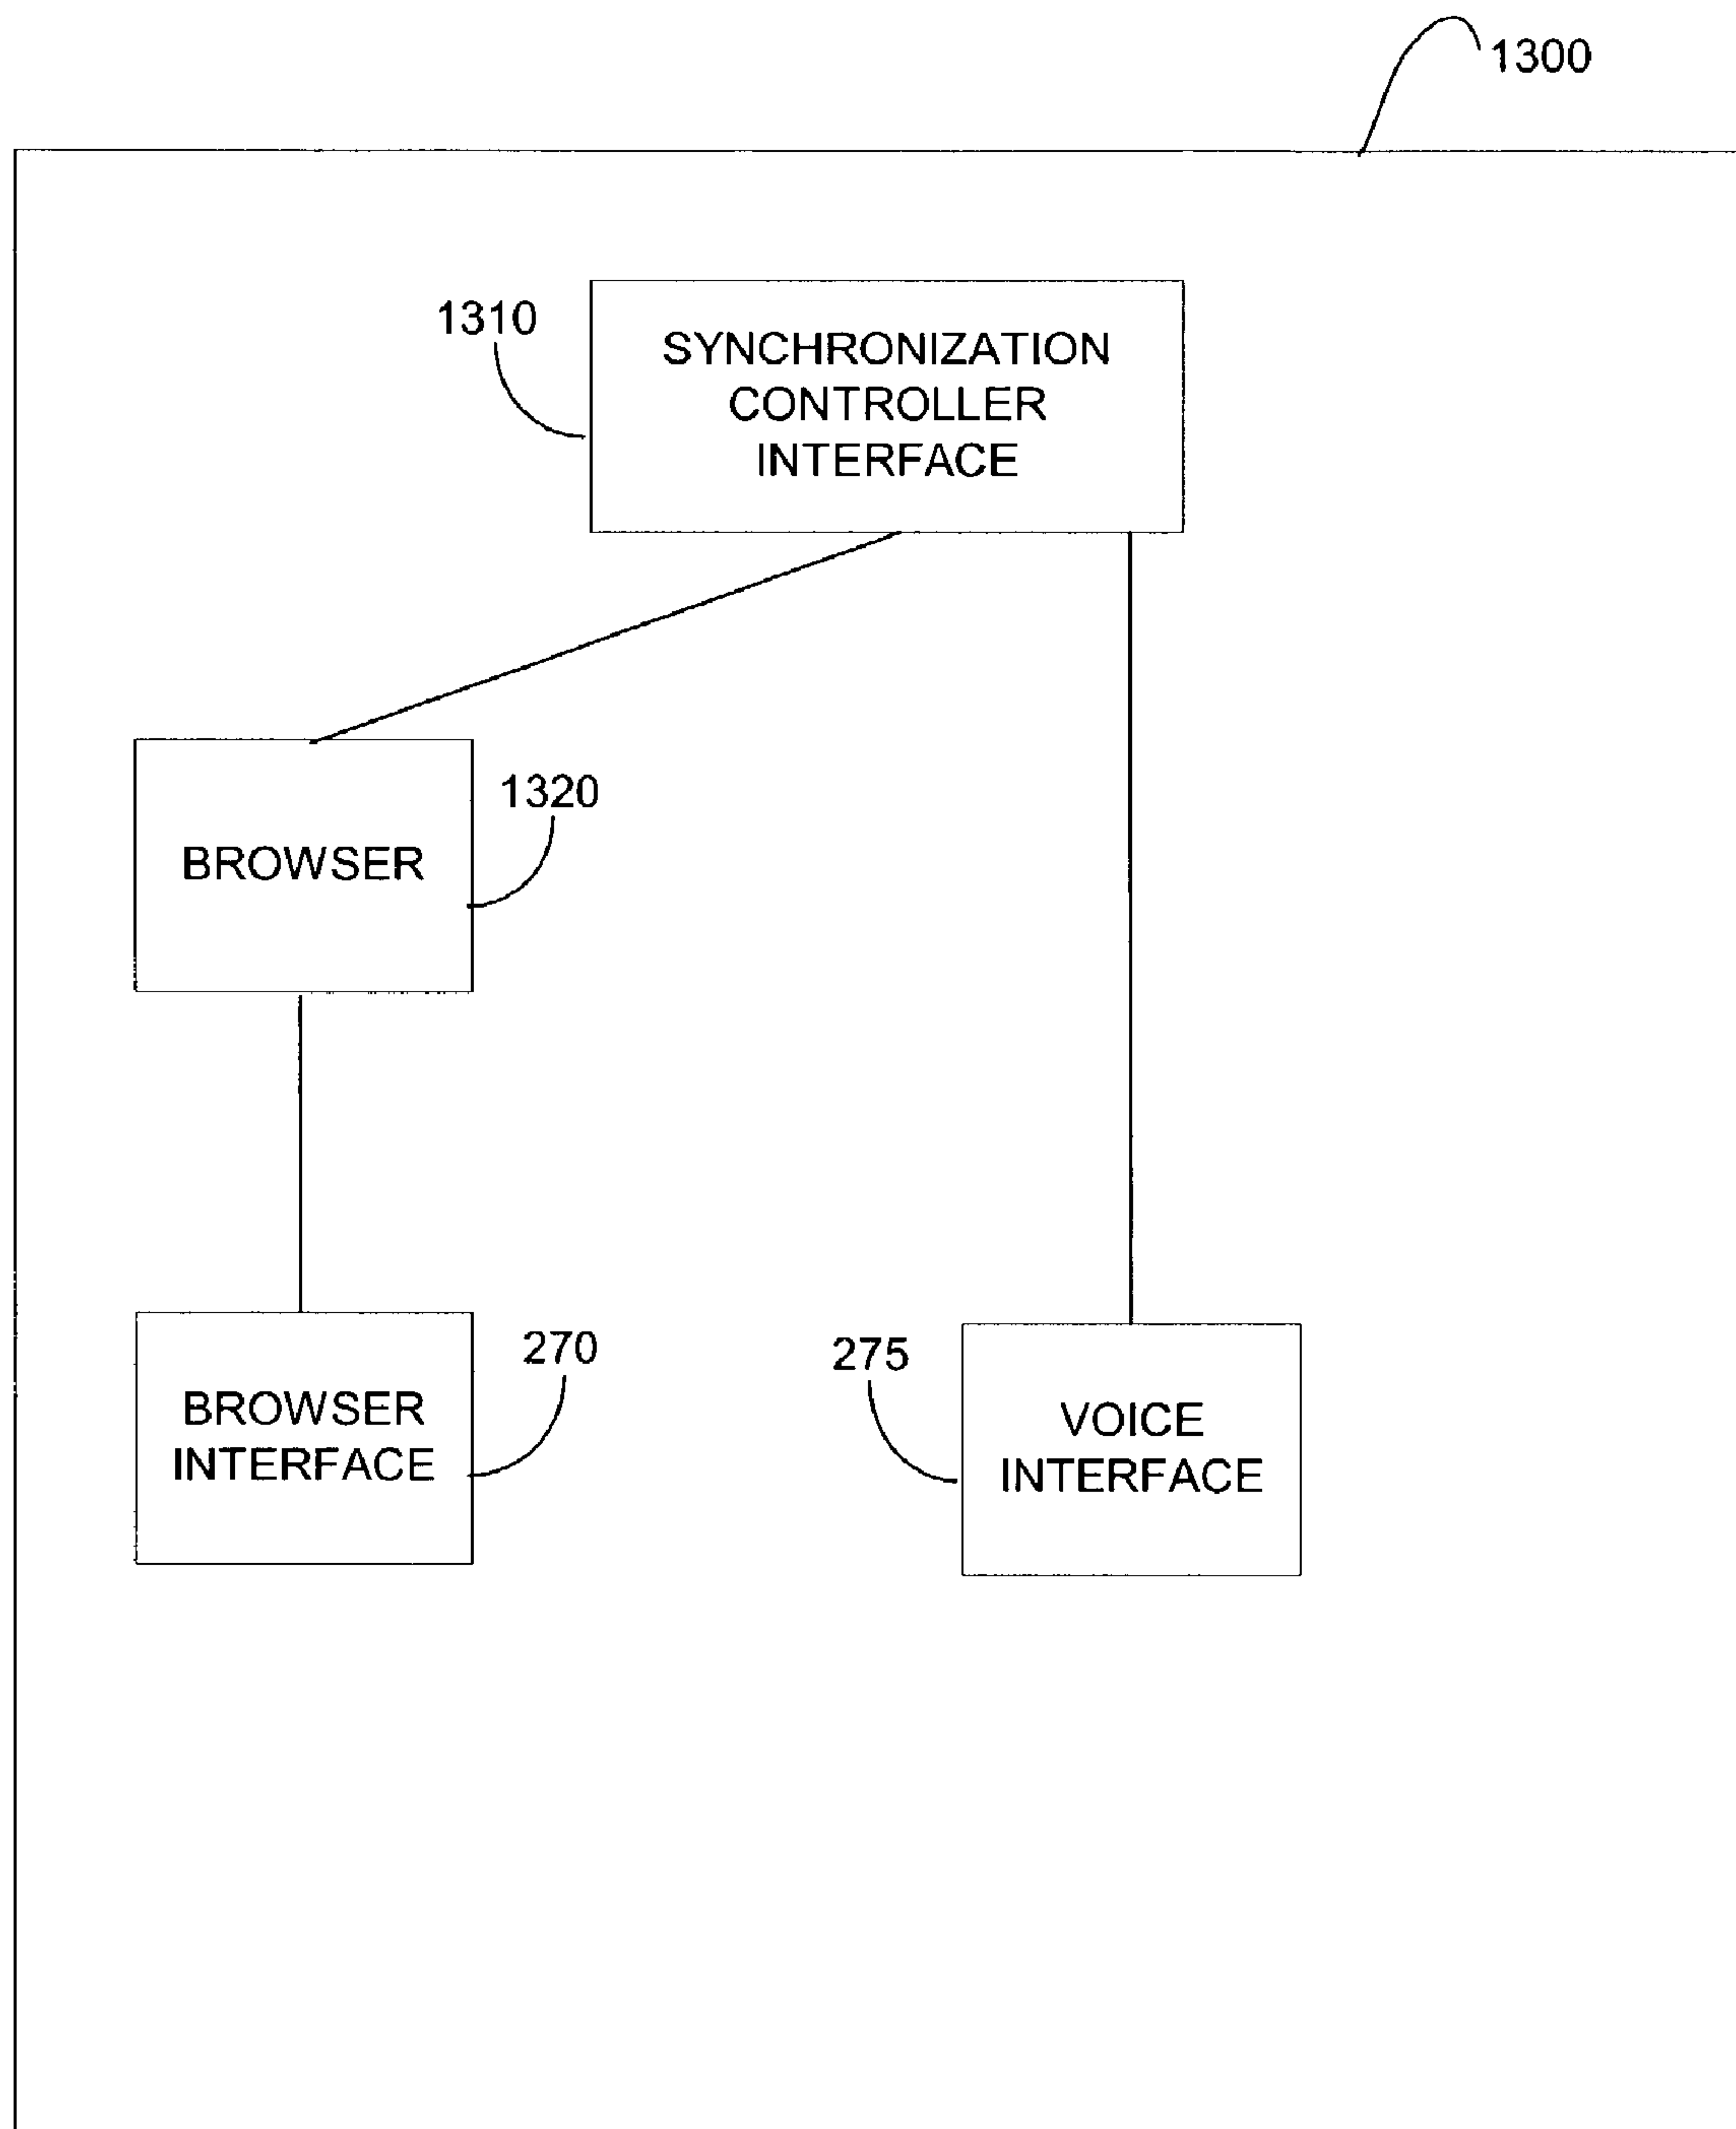 1300
1310
SYNCHRONIZATION
CONTROLLER
INTERFACE
1320
BROWSER
270
BROWSER
INTERFACE
275
VOICE
INTERFACE